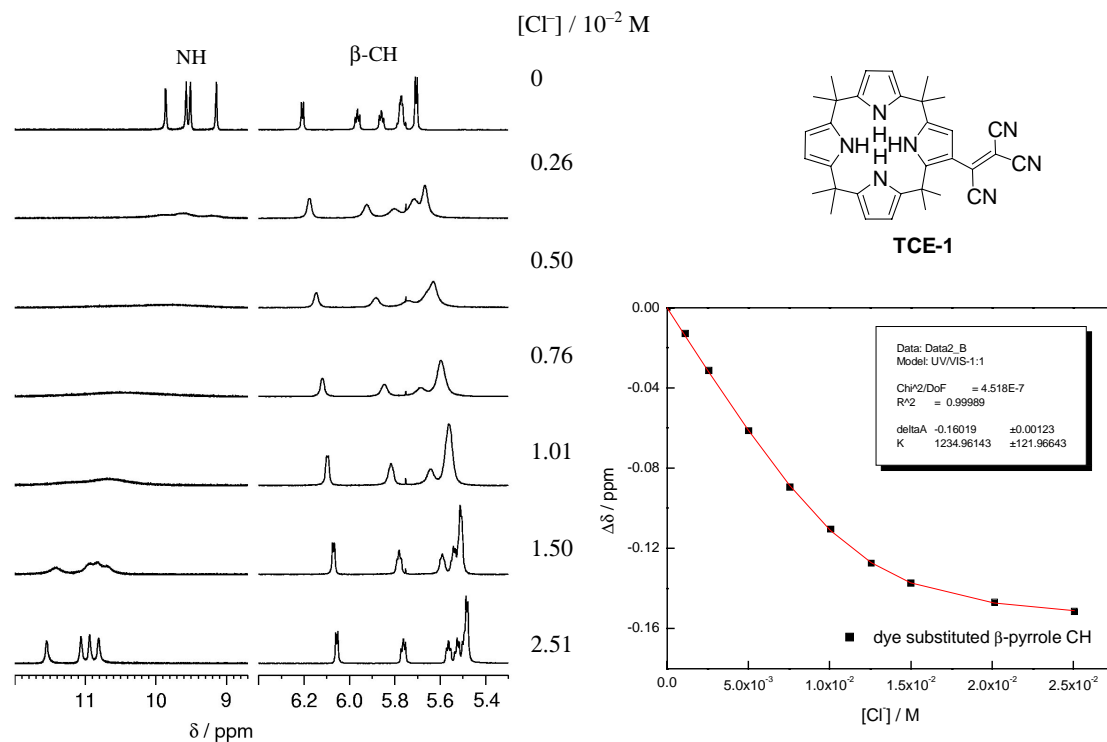 [Cl⁻] / 10⁻² M
NH
β-CH
0
0.26
0.50
0.76
1.01
1.50
2.51
11
10
9
6.0
5.8
5.6
5.4
δ / ppm
N
H
NH
HN
H
N
CN
CN
CN
TCE-1
0.00
-0.04
-0.08
-0.12
-0.16
Δδ / ppm
Data: Data2_B
Model: UV/VIS-1:1
Chi^2/DoF = 4.518E-7
R^2 = 0.99989
deltaA -0.16019 ±0.00123
K 1234.96143 ±121.96643
dye substituted β-pyrrole CH
0.0
5.0x10⁻³
1.0x10⁻²
1.5x10⁻²
2.0x10⁻²
2.5x10⁻²
[Cl⁻] / M